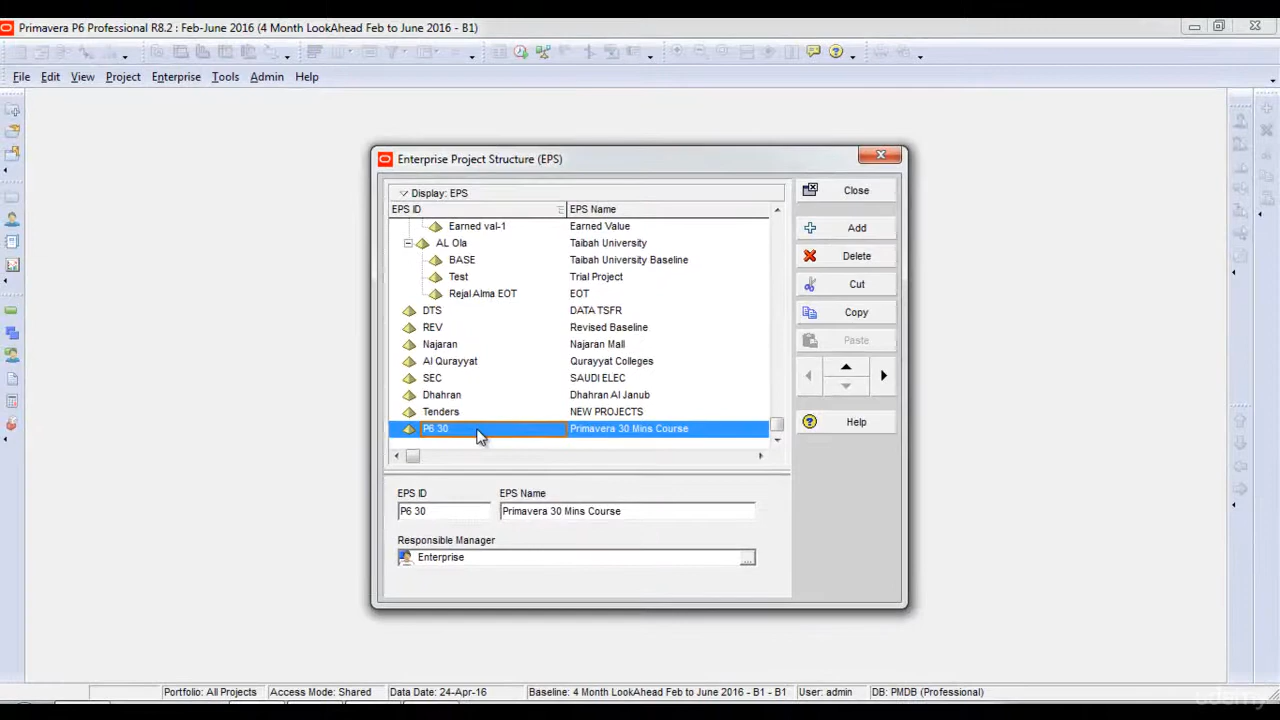 Primavera P6 Professional R8.2 : Feb-June 2016 (4 Month LookAhead Feb to June 2016 - B1)
File Edit View Project Enterprise Tools Admin Help
Enterprise Project Structure (EPS)
Display: EPS
EPS ID EPS Name
Earned val-1 Earned Value
AL Ola Taibah University
BASE Taibah University Baseline
Test Trial Project
Rejal Alma EOT EOT
DTS DATA TSFR
REV Revised Baseline
Najaran Najaran Mall
Al Qurayyat Qurayyat Colleges
SEC SAUDI ELEC
Dhahran Dhahran Al Janub
Tenders NEW PROJECTS
P6 30 Primavera 30 Mins Course
Close
Add
Delete
Cut
Copy
Paste
Help
EPS ID EPS Name
P6 30 Primavera 30 Mins Course
Responsible Manager
Enterprise
...
Portfolio: All Projects Access Mode: Shared Data Date: 24-Apr-16 Baseline: 4 Month LookAhead Feb to June 2016 - B1 - B1 User: admin DB: PMDB (Professional)
udemy